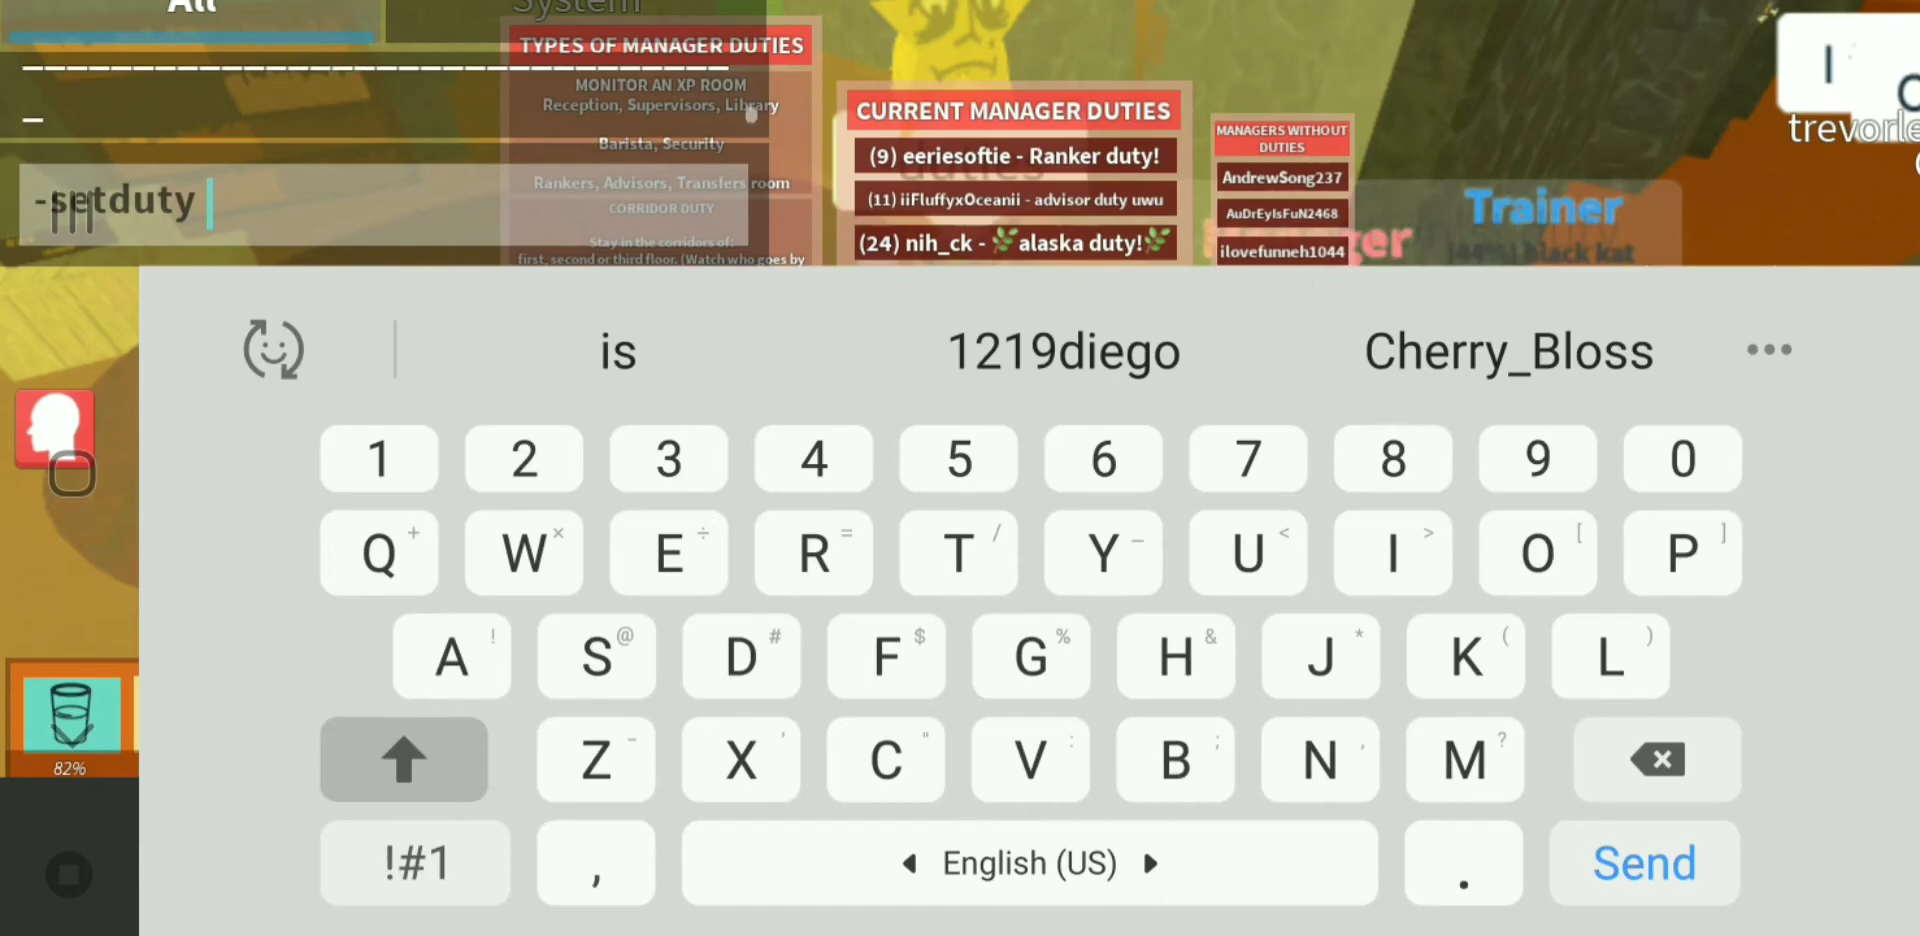 All
System
TYPES OF MANAGER DUTIES
MONITOR AN XP ROOM
Reception, Supervisors, Library
Barista, Security
Rankers, Advisors, Transfers room
CORRIDOR DUTY
Stay in the corridors of:
first, second or third floor. (Watch who goes by
-setduty
CURRENT MANAGER DUTIES
(9) eeriesoftie - Ranker duty!
(11) iiFluffyxOceanii - advisor duty uwu
(24) nih_ck - 🌿alaska duty!🌿
MANAGERS WITHOUT
DUTIES
AndrewSong237
AuDrEyIsFuN2468
ilovefunneh1044
Trainer
black kat
I
is 1219diego Cherry_Bloss
1 2 3 4 5 6 7 8 9 0
Q + W × E ÷ R = T / Y _ U < I > O [ P ]
A ! S @ D # F $ G % H & J * K ( L )
Z - X ' C " V : B ; N , M ?
!#1 , English (US) . Send
82%